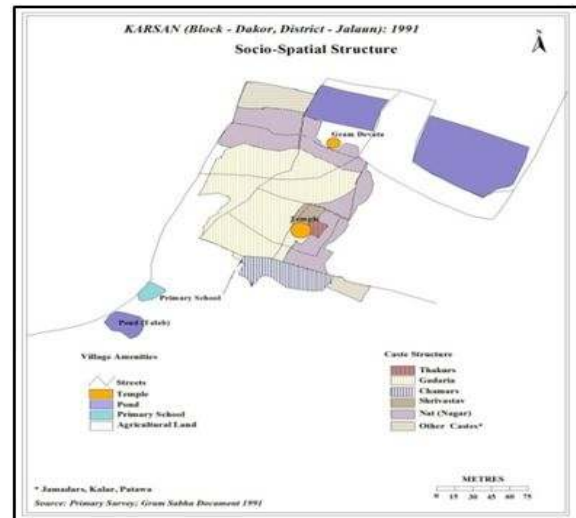 KARSAN (Block - Dakor, District - Jalaun): 1991
Socio-Spatial Structure
N
Gram Devata
Temple
Primary School
Pond (Talab)
Village Amenities
Streets
Temple
Pond
Primary School
Agricultural Land
Caste Structure
Thakurs
Gadaria
Chamars
Shrivastav
Nat (Nagar)
Other Castes*
* Jamadars, Kalar, Patawa
Source: Primary Survey; Gram Sabha Document 1991
METRES
0 15 30 45 60 75